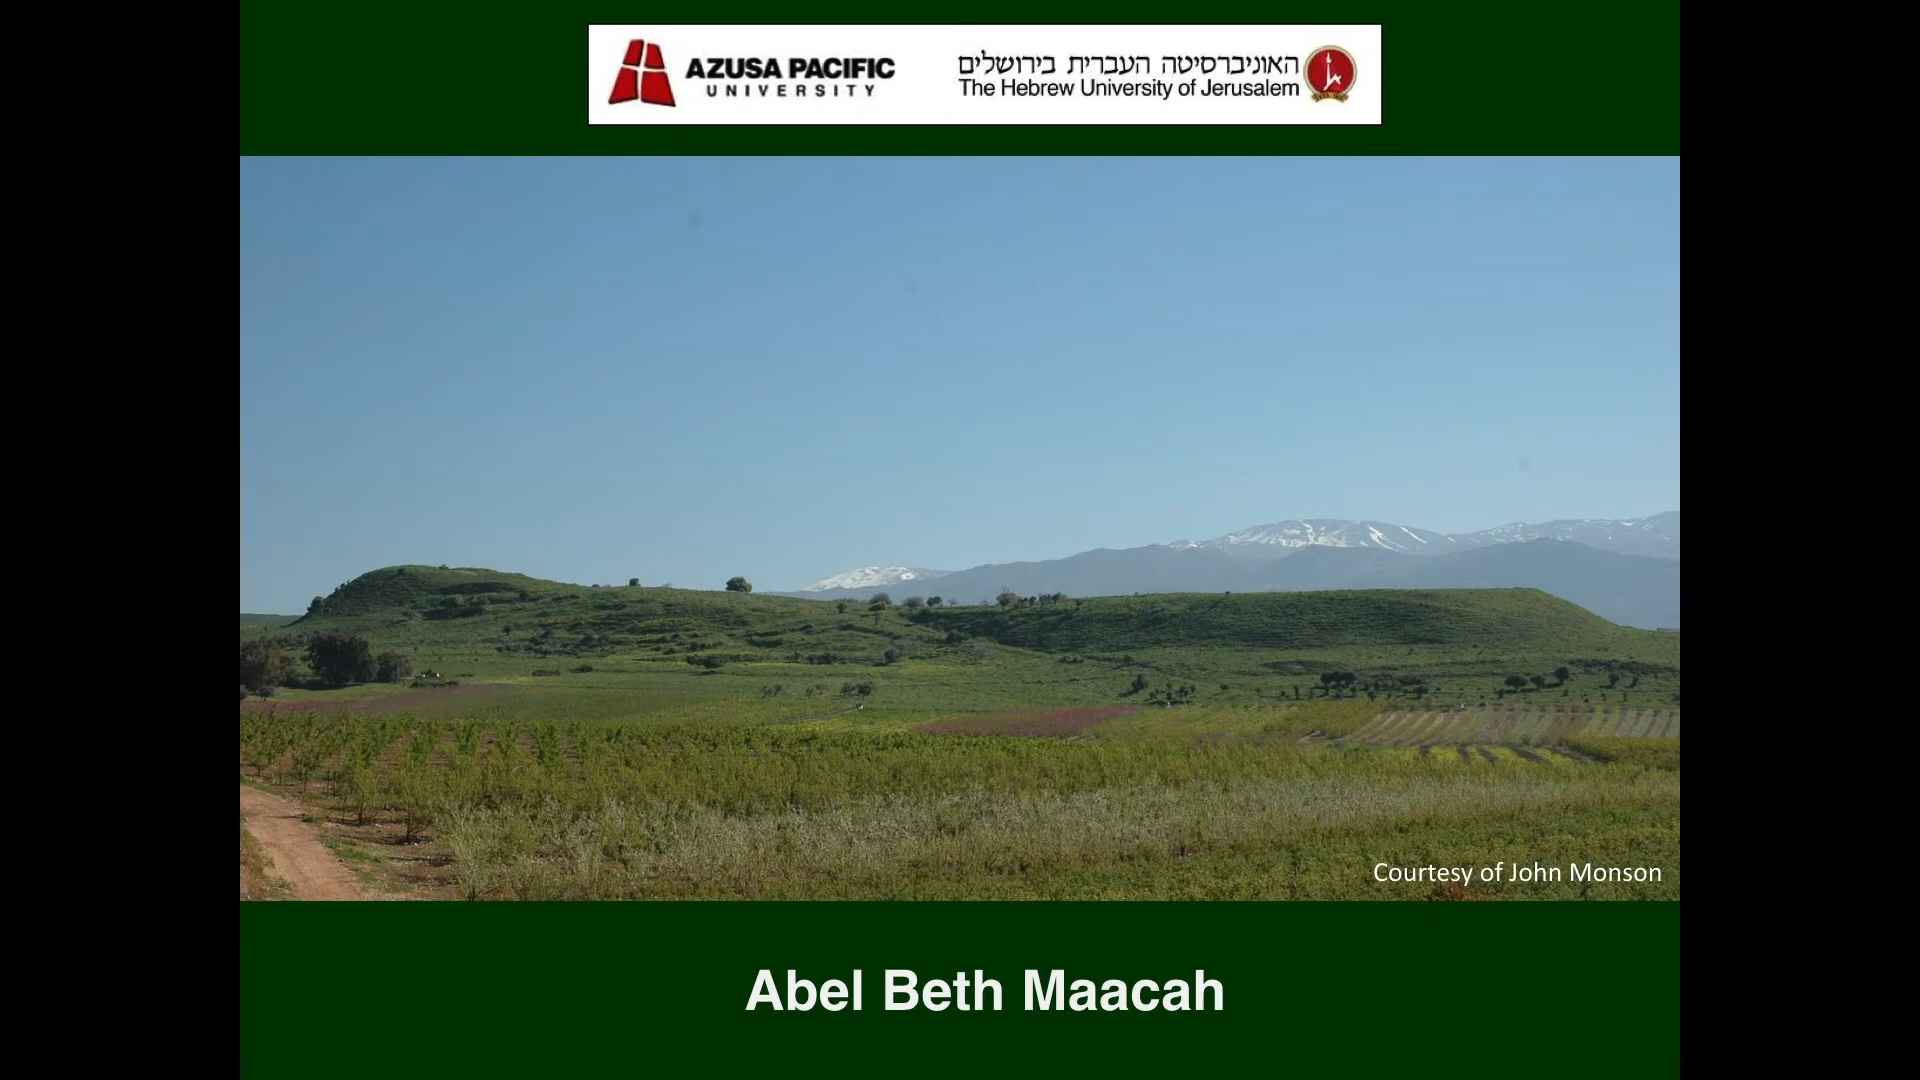 AZUSA PACIFIC
UNIVERSITY
האוניברסיטה העברית בירושלים
The Hebrew University of Jerusalem
Courtesy of John Monson
Abel Beth Maacah